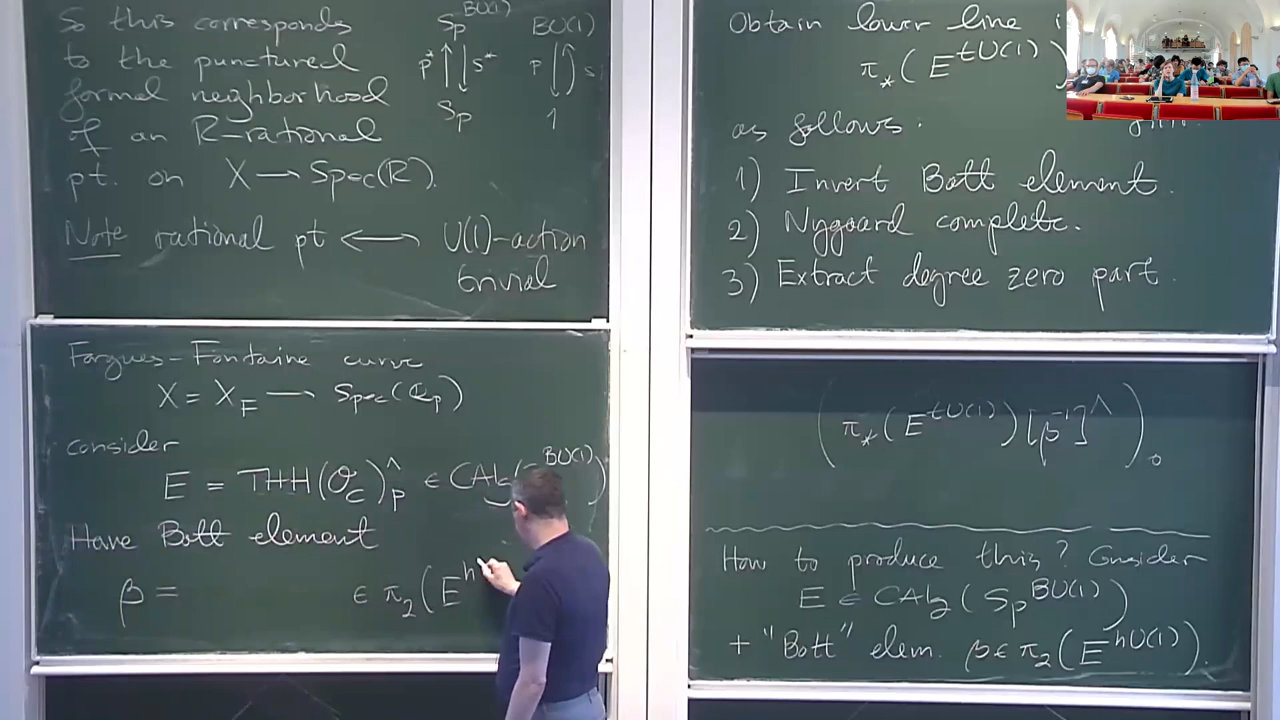 So this corresponds
to the punctured
formal neighborhood
of an R-rational
pt. on X → Spec(R).
Sp^{BU(1)} BU(1)
p* ↑↓ s* p ↓↑ s
Sp 1
Note rational pt ⟷ U(1)-action
trivial
Fargues-Fontaine curve
X = X_F → Spec(Q_p)
consider
E = THH(O_C)^∧_p ∈ CAlg( BU(1))
Have Bott element
β = ∈ π_2(E^h
Obtain lower line
π_*(E^{tU(1)})
as follows:
1) Invert Bott element.
2) Nygaard complete.
3) Extract degree zero part.
(π_*(E^{tU(1)})[β^{-1}]^∧)_0
How to produce this? Consider
E ∈ CAlg(Sp^{BU(1)})
+ "Bott" elem. β ∈ π_2(E^{hU(1)}).